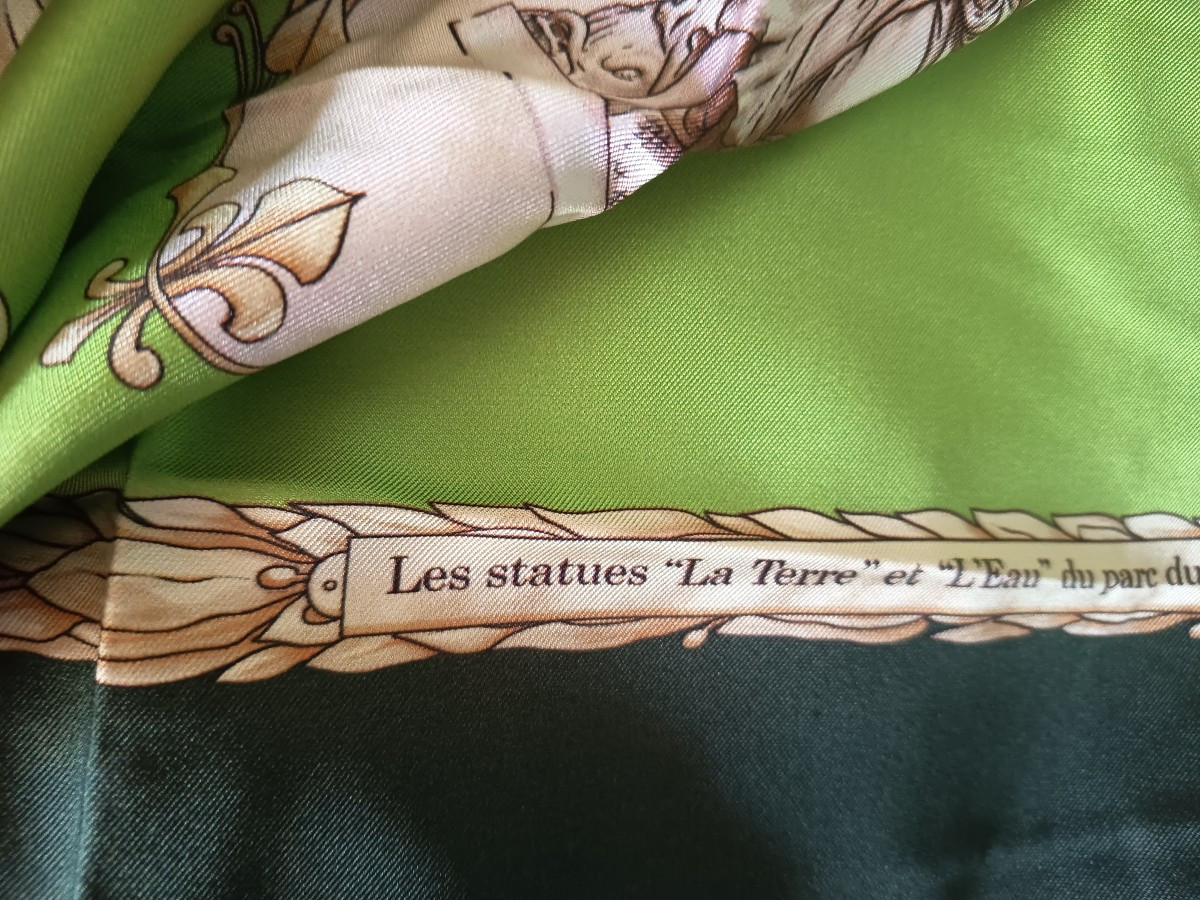 Les statues “La Terre” et “L’Eau” du parc du